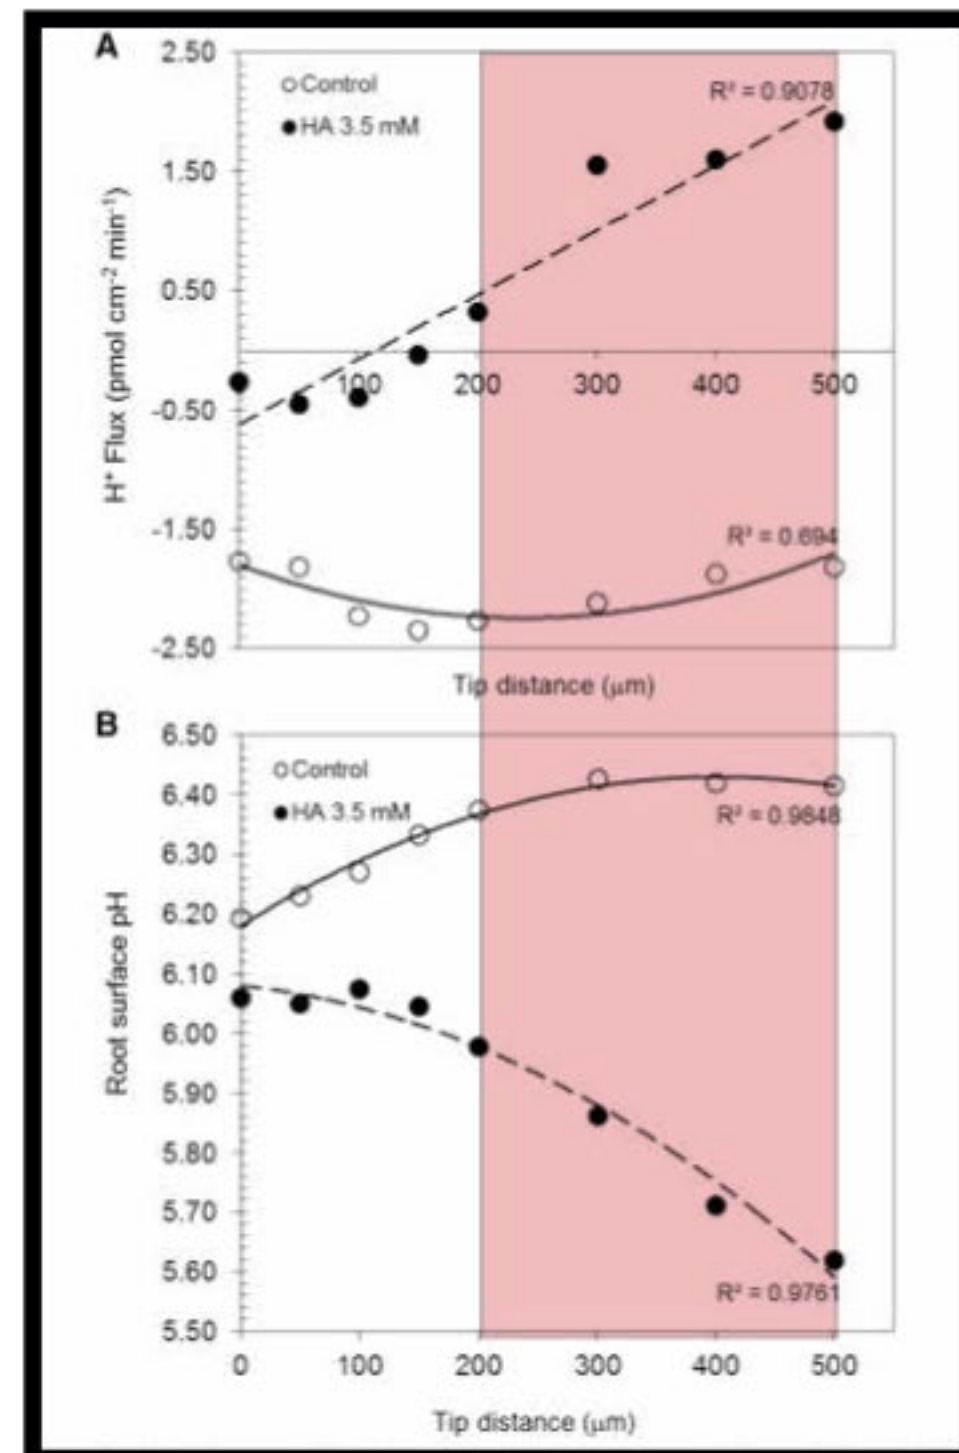 A
2.50
○Control
R² = 0.9078
●HA 3.5 mM
1.50
0.50
100 200 300 400 500
-0.50
-1.50
R² = 0.694
-2.50
H⁺ Flux (pmol cm⁻² min⁻¹)
Tip distance (μm)
B
6.50
○Control
6.40
●HA 3.5 mM
R² = 0.9848
6.30
6.20
6.10
6.00
5.90
5.80
5.70
5.60
R² = 0.9761
5.50
Root surface pH
0 100 200 300 400 500
Tip distance (μm)